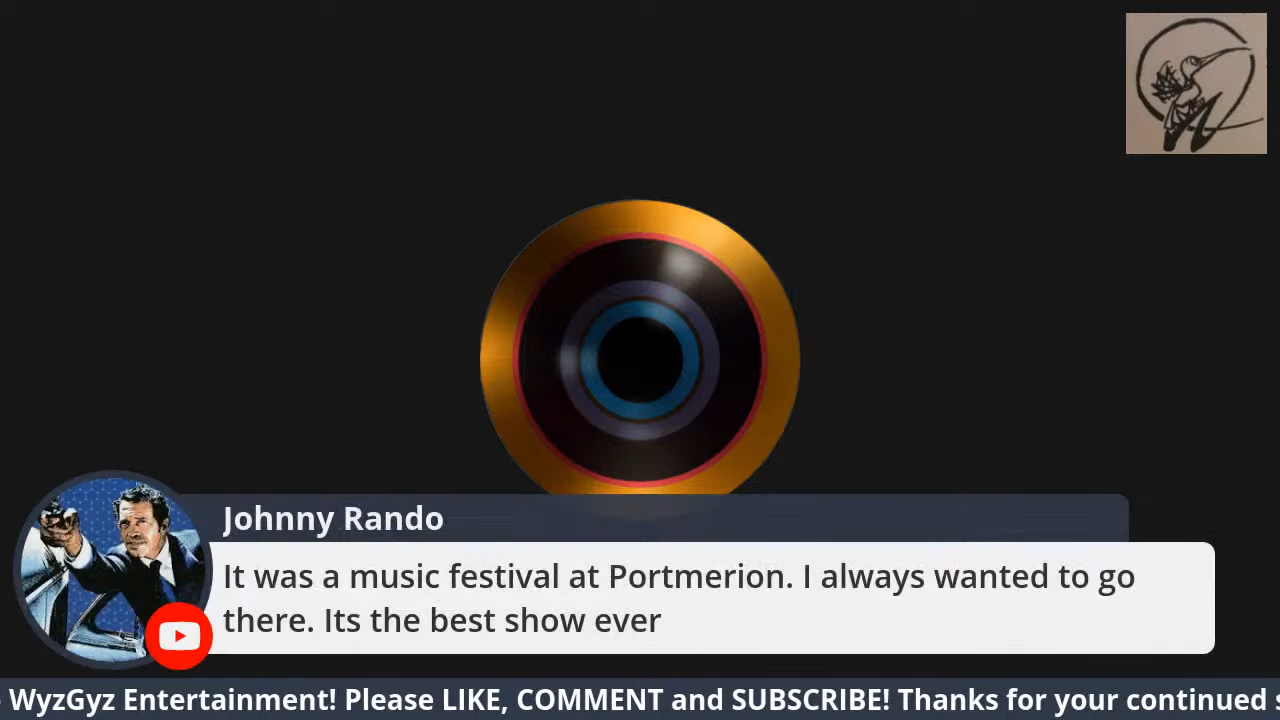 Johnny Rando
It was a music festival at Portmerion. I always wanted to go
there. Its the best show ever
WyzGyz Entertainment! Please LIKE, COMMENT and SUBSCRIBE! Thanks for your continued